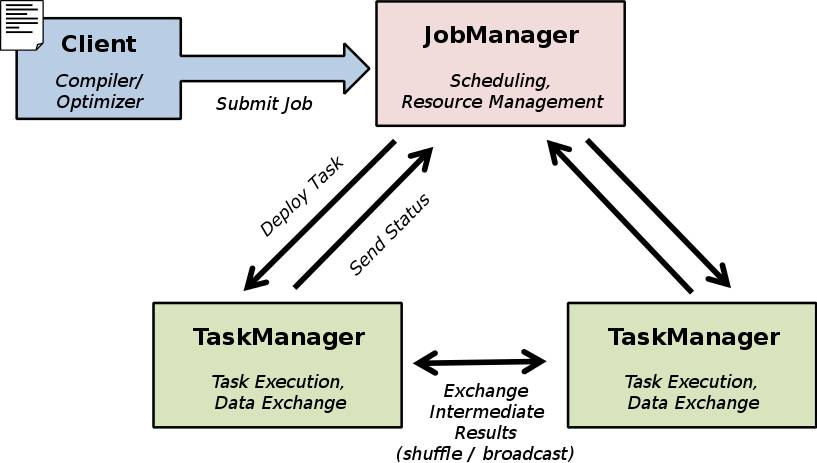 Client
Compiler/
Optimizer
Submit Job
JobManager
Scheduling,
Resource Management
Deploy Task
Send Status
TaskManager
Task Execution,
Data Exchange
Exchange
Intermediate
Results
(shuffle / broadcast)
TaskManager
Task Execution,
Data Exchange